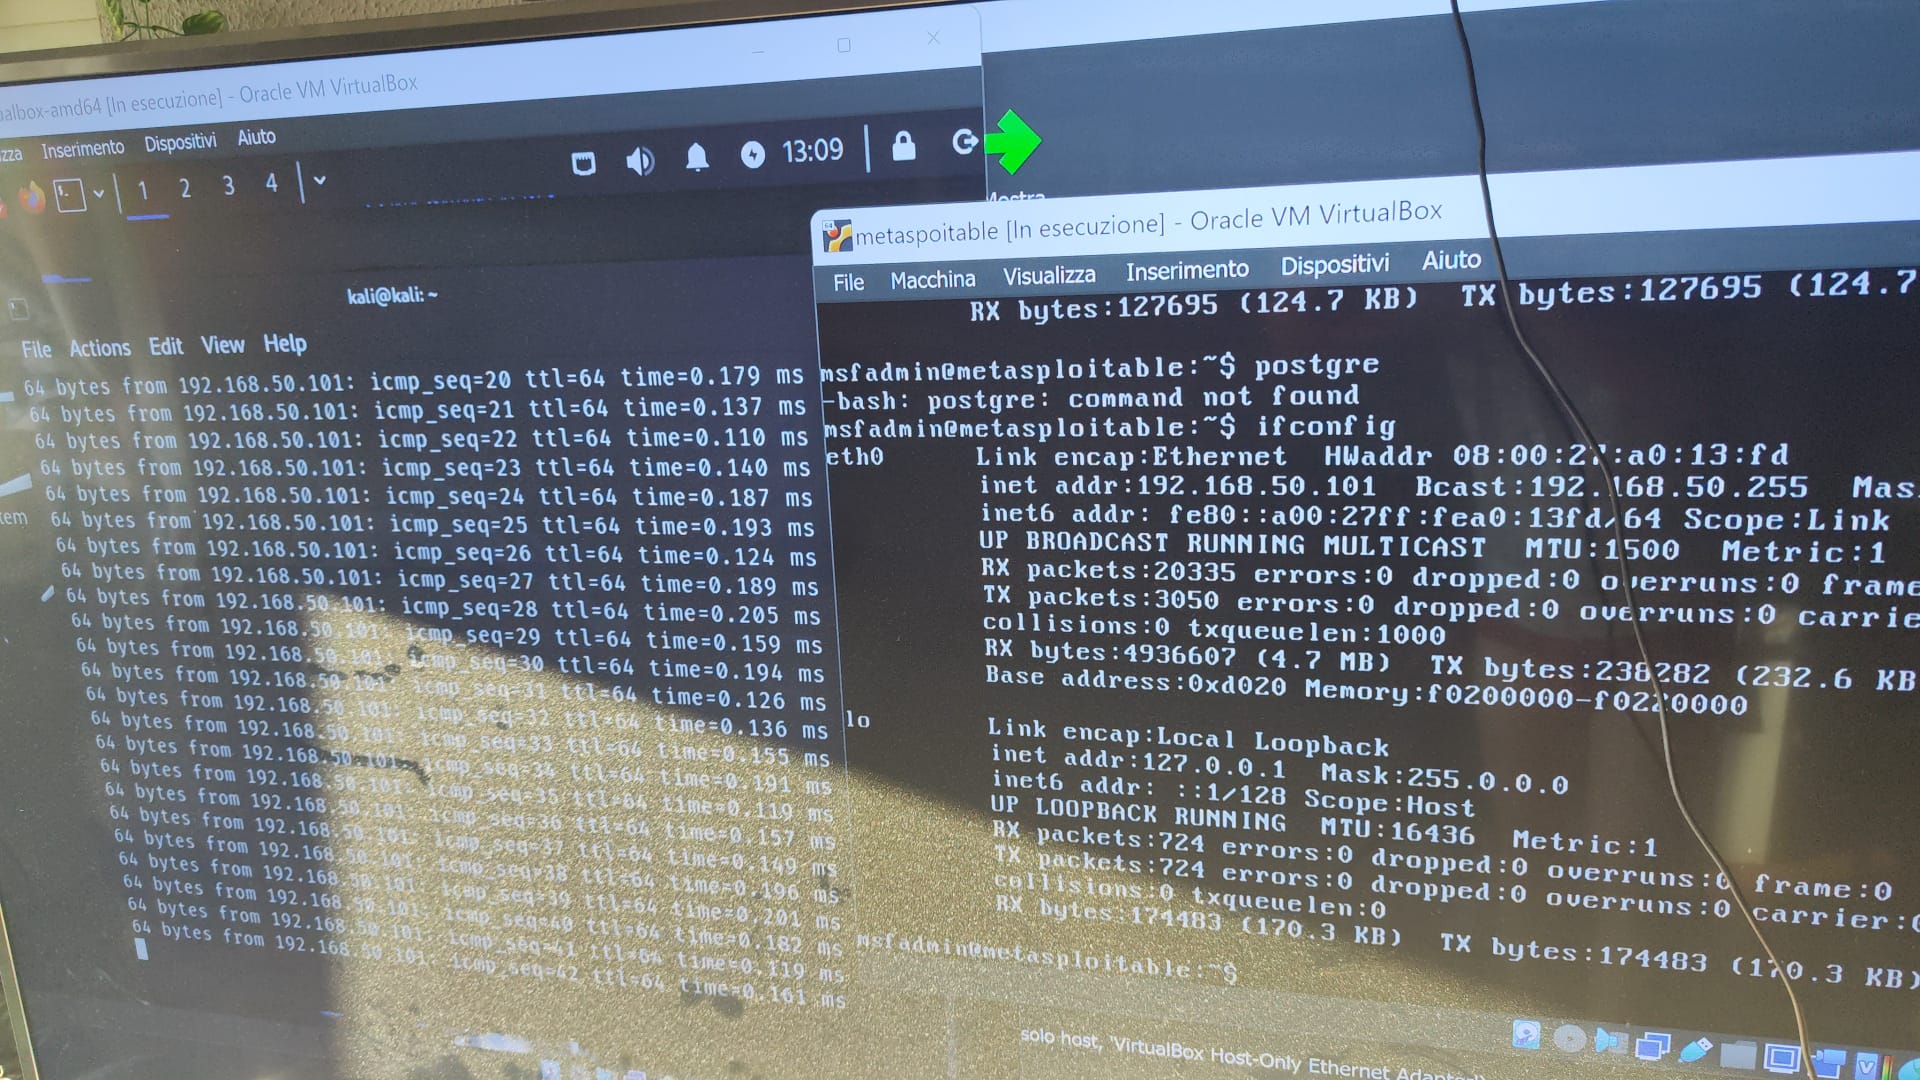 albox-amd64 [In esecuzione] - Oracle VM VirtualBox
zza Inserimento Dispositivi Aiuto
1 2 3 4 13:09
kali@kali: ~
File Actions Edit View Help
64 bytes from 192.168.50.101: icmp_seq=20 ttl=64 time=0.179 ms
64 bytes from 192.168.50.101: icmp_seq=21 ttl=64 time=0.137 ms
64 bytes from 192.168.50.101: icmp_seq=22 ttl=64 time=0.110 ms
64 bytes from 192.168.50.101: icmp_seq=23 ttl=64 time=0.140 ms
64 bytes from 192.168.50.101: icmp_seq=24 ttl=64 time=0.187 ms
64 bytes from 192.168.50.101: icmp_seq=25 ttl=64 time=0.193 ms
64 bytes from 192.168.50.101: icmp_seq=26 ttl=64 time=0.124 ms
64 bytes from 192.168.50.101: icmp_seq=27 ttl=64 time=0.189 ms
64 bytes from 192.168.50.101: icmp_seq=28 ttl=64 time=0.205 ms
64 bytes from 192.168.50.101: icmp_seq=29 ttl=64 time=0.159 ms
64 bytes from 192.168.50.101: icmp_seq=30 ttl=64 time=0.194 ms
64 bytes from 192.168.50.101: icmp_seq=31 ttl=64 time=0.126 ms
64 bytes from 192.168.50.101: icmp_seq=32 ttl=64 time=0.136 ms
64 bytes from 192.168.50.101: icmp_seq=33 ttl=64 time=0.155 ms
64 bytes from 192.168.50.101: icmp_seq=34 ttl=64 time=0.191 ms
64 bytes from 192.168.50.101: icmp_seq=35 ttl=64 time=0.119 ms
64 bytes from 192.168.50.101: icmp_seq=36 ttl=64 time=0.157 ms
64 bytes from 192.168.50.101: icmp_seq=37 ttl=64 time=0.149 ms
64 bytes from 192.168.50.101: icmp_seq=38 ttl=64 time=0.196 ms
64 bytes from 192.168.50.101: icmp_seq=39 ttl=64 time=0.201 ms
64 bytes from 192.168.50.101: icmp_seq=40 ttl=64 time=0.182 ms
64 bytes from 192.168.50.101: icmp_seq=41 ttl=64 time=0.119 ms
64 bytes from 192.168.50.101: icmp_seq=42 ttl=64 time=0.161 ms
tem
Mostra
metaspoitable [In esecuzione] - Oracle VM VirtualBox
File Macchina Visualizza Inserimento Dispositivi Aiuto
RX bytes:127695 (124.7 KB) TX bytes:127695 (124.7
msfadmin@metasploitable:~$ postgre
-bash: postgre: command not found
msfadmin@metasploitable:~$ ifconfig
eth0 Link encap:Ethernet HWaddr 08:00:27:a0:13:fd
inet addr:192.168.50.101 Bcast:192.168.50.255 Mas
inet6 addr: fe80::a00:27ff:fea0:13fd/64 Scope:Link
UP BROADCAST RUNNING MULTICAST MTU:1500 Metric:1
RX packets:20335 errors:0 dropped:0 overruns:0 frame
TX packets:3050 errors:0 dropped:0 overruns:0 carrie
collisions:0 txqueuelen:1000
RX bytes:4936607 (4.7 MB) TX bytes:238282 (232.6 KB
Base address:0xd020 Memory:f0200000-f0220000
lo Link encap:Local Loopback
inet addr:127.0.0.1 Mask:255.0.0.0
inet6 addr: ::1/128 Scope:Host
UP LOOPBACK RUNNING MTU:16436 Metric:1
RX packets:724 errors:0 dropped:0 overruns:0 frame:0
TX packets:724 errors:0 dropped:0 overruns:0 carrier:0
collisions:0 txqueuelen:0
RX bytes:174483 (170.3 KB) TX bytes:174483 (170.3 KB)
msfadmin@metasploitable:~$
solo host, 'VirtualBox Host-Only Ethernet Adapter')